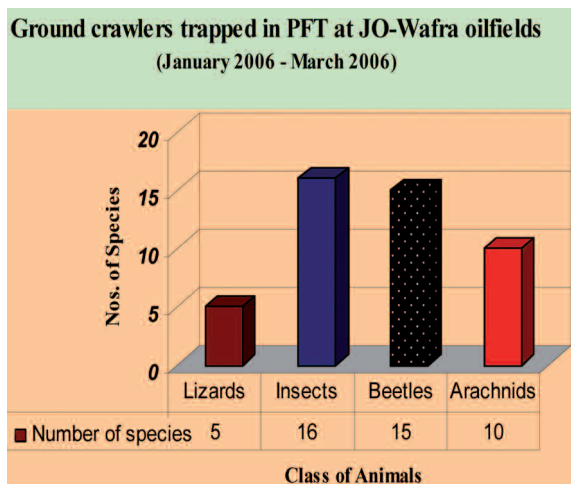 Ground crawlers trapped in PFT at JO-Wafra oilfields
(January 2006 - March 2006)
Nos. of Species
20
15
10
5
0
Lizards Insects Beetles Arachnids
Number of species 5 16 15 10
Class of Animals